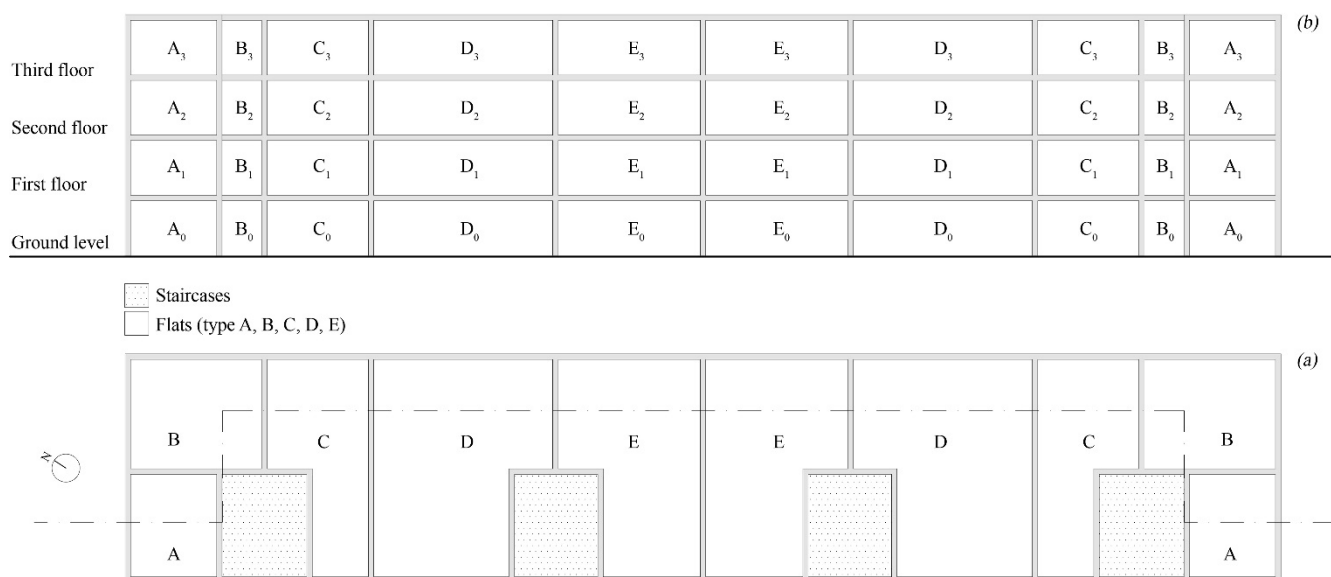 (b)
Third floor A₃ B₃ C₃ D₃ E₃ E₃ D₃ C₃ B₃ A₃
Second floor A₂ B₂ C₂ D₂ E₂ E₂ D₂ C₂ B₂ A₂
First floor A₁ B₁ C₁ D₁ E₁ E₁ D₁ C₁ B₁ A₁
Ground level A₀ B₀ C₀ D₀ E₀ E₀ D₀ C₀ B₀ A₀
Staircases
Flats (type A, B, C, D, E)
(a)
B C D E E D C B
N
A A